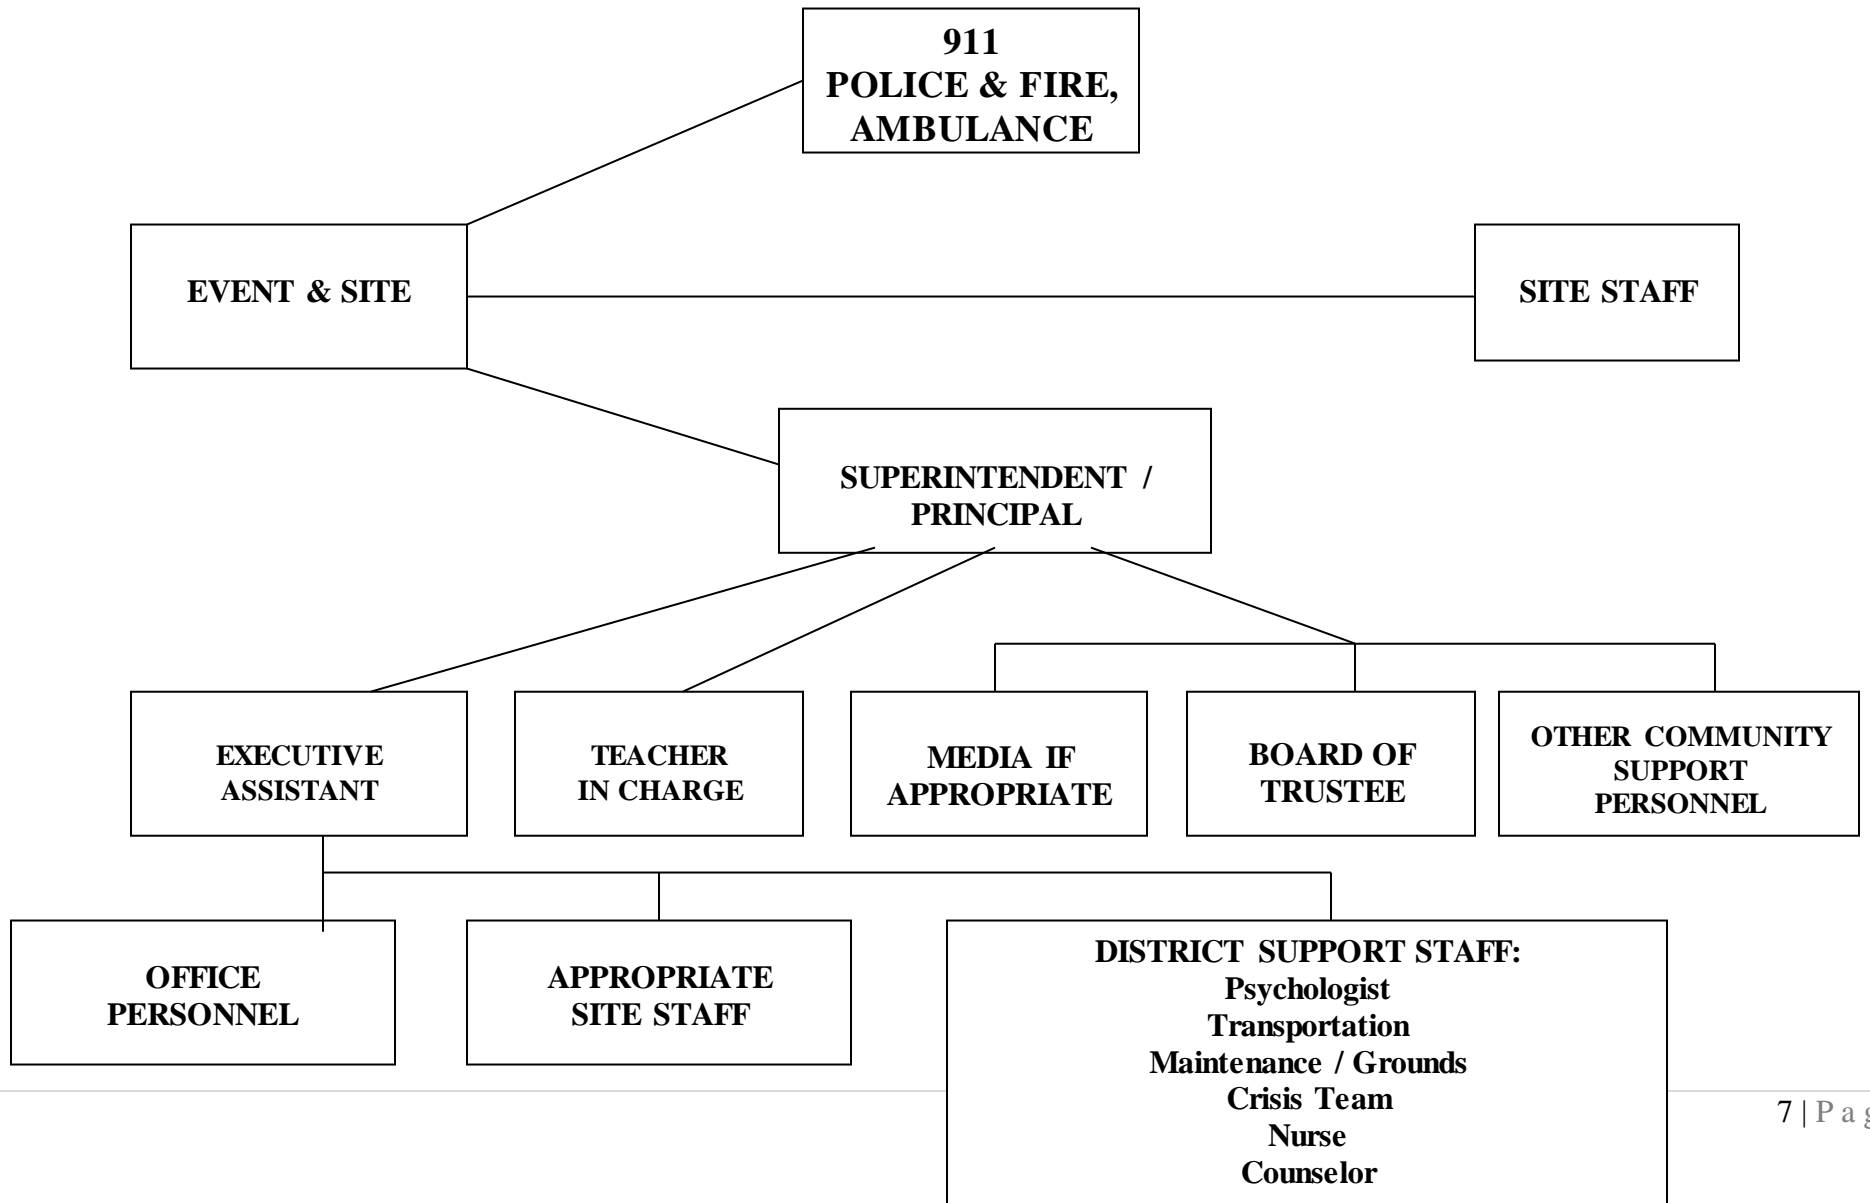 911
POLICE & FIRE,
AMBULANCE
EVENT & SITE
SITE STAFF
SUPERINTENDENT /
PRINCIPAL
EXECUTIVE
ASSISTANT
TEACHER
IN CHARGE
MEDIA IF
APPROPRIATE
BOARD OF
TRUSTEE
OTHER COMMUNITY
SUPPORT
PERSONNEL
OFFICE
PERSONNEL
APPROPRIATE
SITE STAFF
DISTRICT SUPPORT STAFF:
Psychologist
Transportation
Maintenance / Grounds
Crisis Team
Nurse
Counselor
7 | P a g